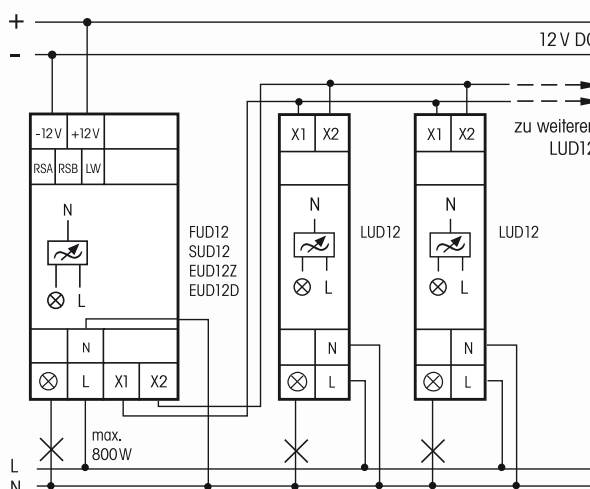 +
12 V DC
-
-12V +12V
RSA RSB LW
N
L
N
L X1 X2
FUD12
SUD12
EUD12Z
EUD12D
max.
800W
X1 X2
N
L
LUD12
N
L
X1 X2
N
L
LUD12
N
L
zu weiteren
LUD12
L
N